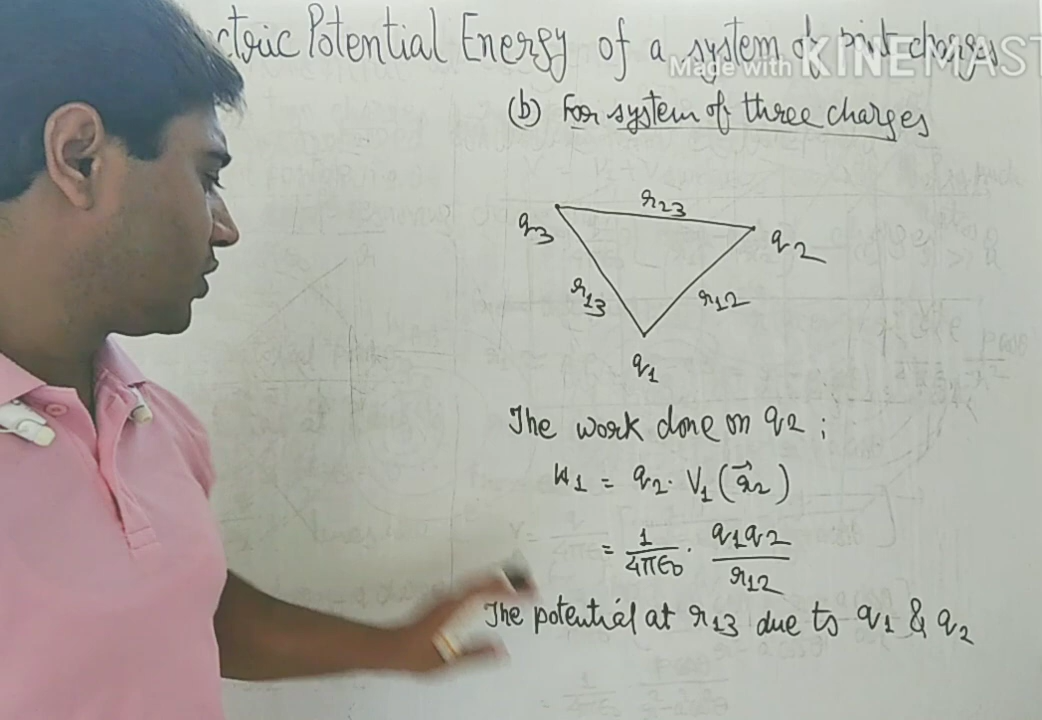 ctric Potential Energy of a system of point charges
Made with KINEMAST
(b) For system of three charges
r23
q3
q2
r13
r12
q1
The work done on q2 ;
W1 = q2 . V1 (r⃗2)
= 1/4πε0 . q1q2/r12
The potential at r13 due to q1 & q2